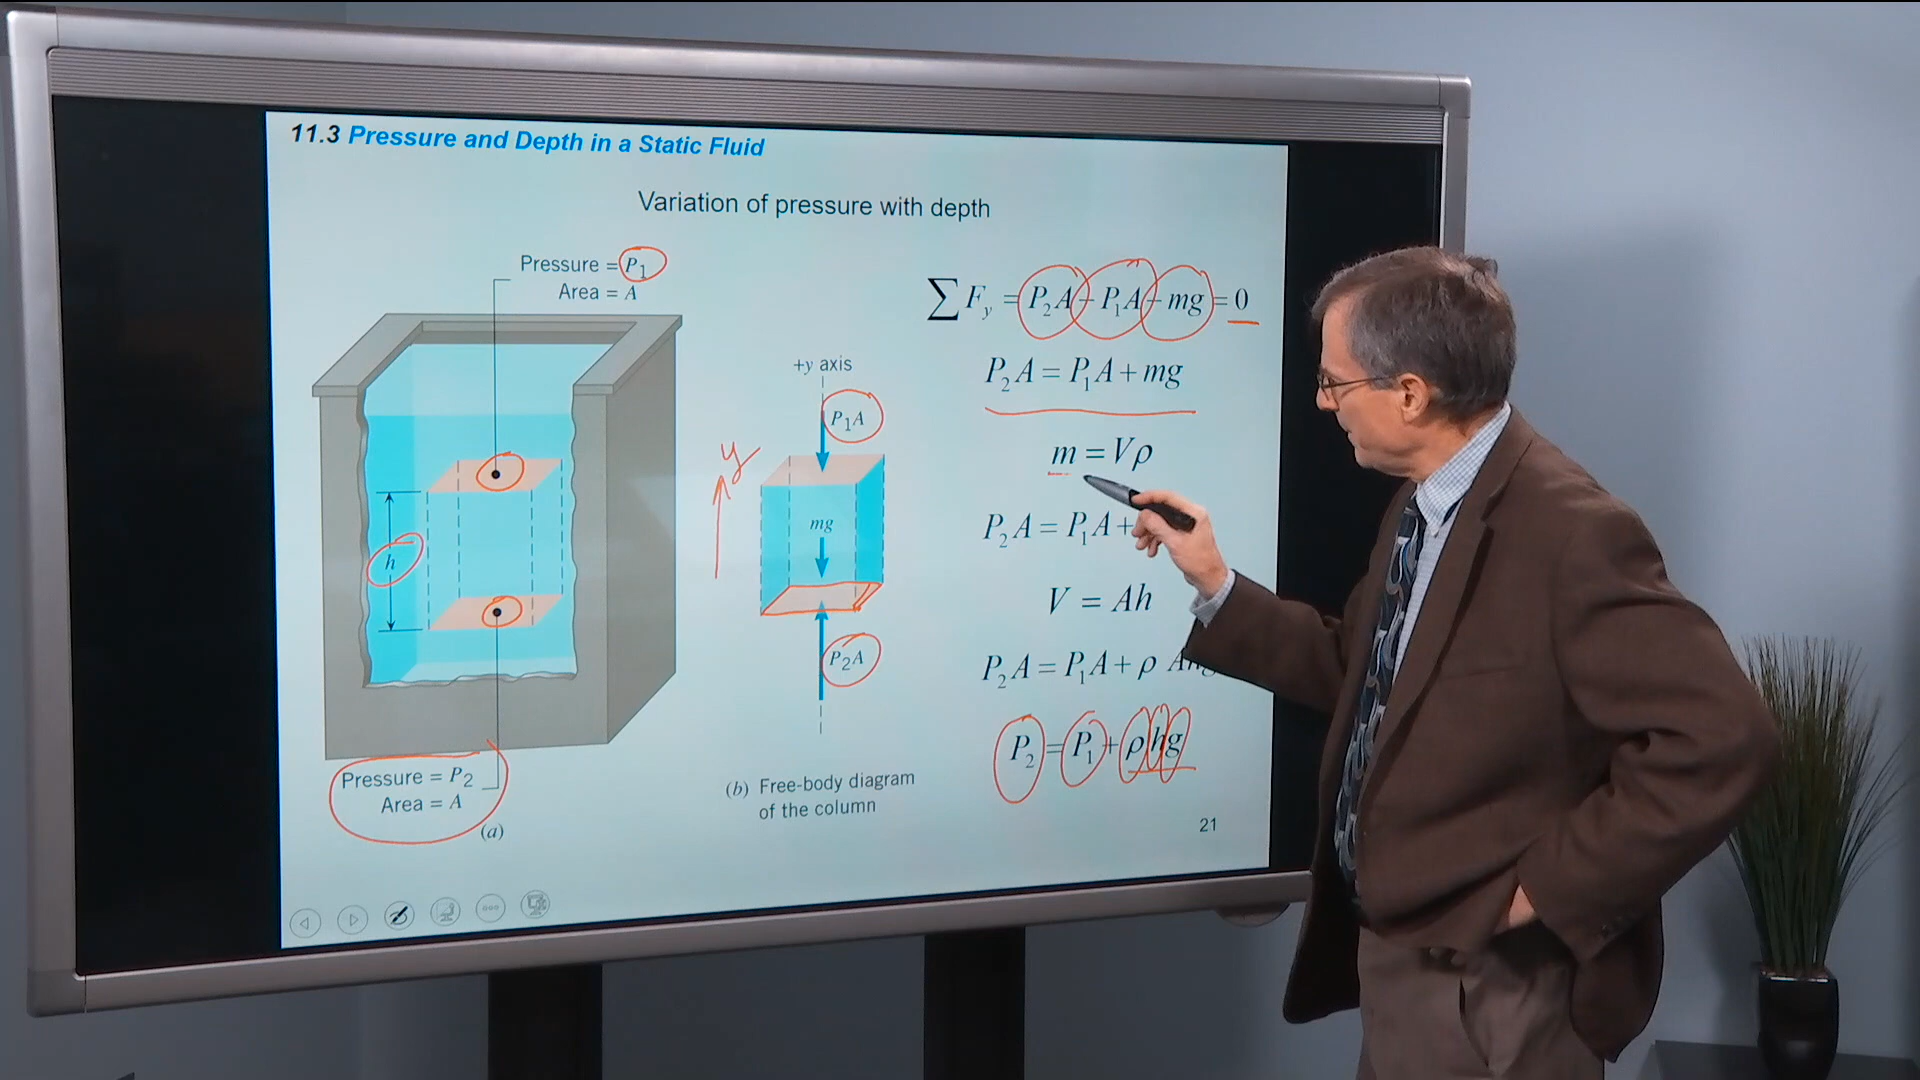 11.3 Pressure and Depth in a Static Fluid
Variation of pressure with depth
Pressure = P₁
Area = A
h
Pressure = P₂
Area = A
(a)
+y axis
P₁A
y
mg
P₂A
(b) Free-body diagram
of the column
∑ F_y = P₂A − P₁A − mg = 0
P₂A = P₁A + mg
m = Vρ
P₂A = P₁A +
V = Ah
P₂A = P₁A + ρ
P₂ = P₁ + ρhg
21